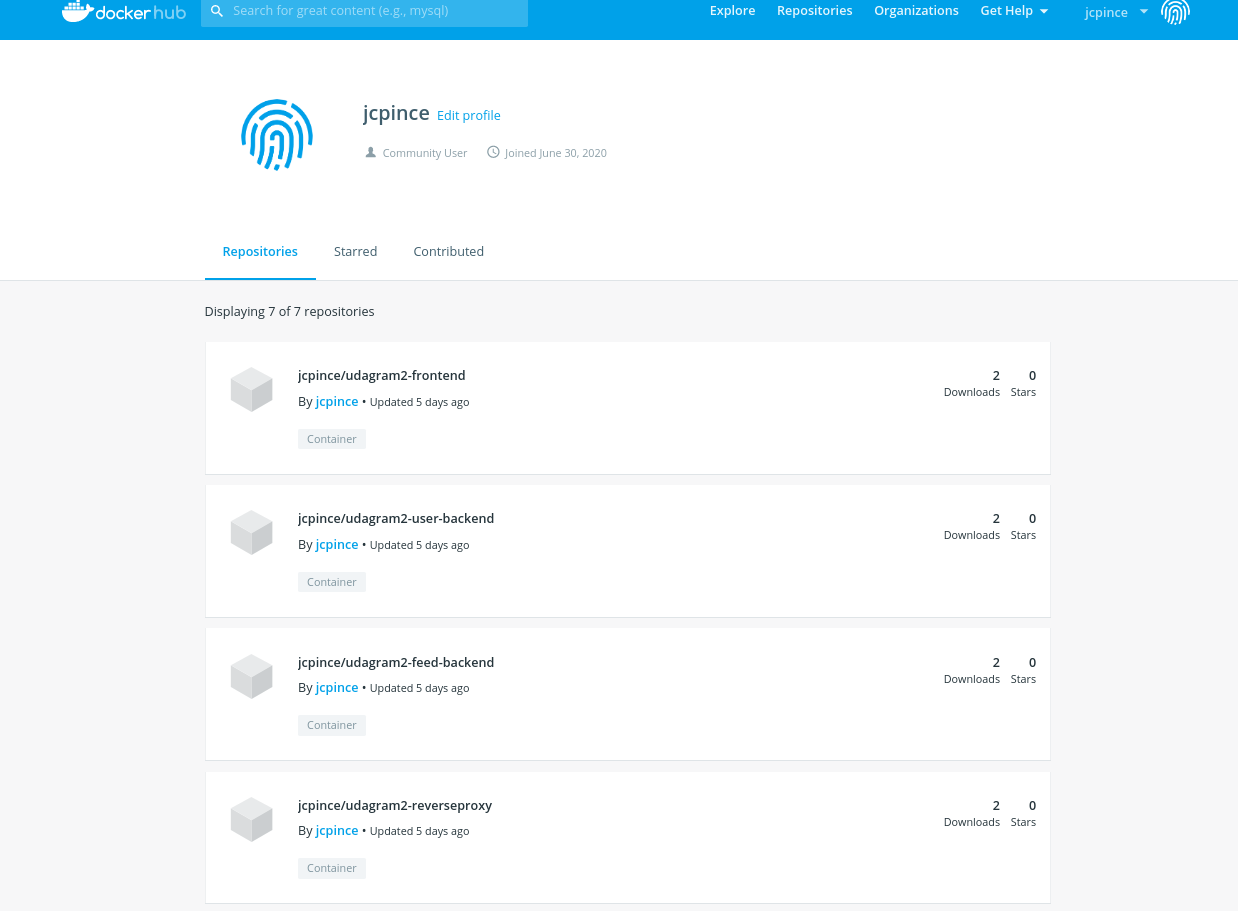 dockerhub Search for great content (e.g., mysql) Explore Repositories Organizations Get Help jcpince
jcpince Edit profile
Community User Joined June 30, 2020
Repositories Starred Contributed
Displaying 7 of 7 repositories
jcpince/udagram2-frontend 2 0
By jcpince • Updated 5 days ago Downloads Stars
Container
jcpince/udagram2-user-backend 2 0
By jcpince • Updated 5 days ago Downloads Stars
Container
jcpince/udagram2-feed-backend 2 0
By jcpince • Updated 5 days ago Downloads Stars
Container
jcpince/udagram2-reverseproxy 2 0
By jcpince • Updated 5 days ago Downloads Stars
Container